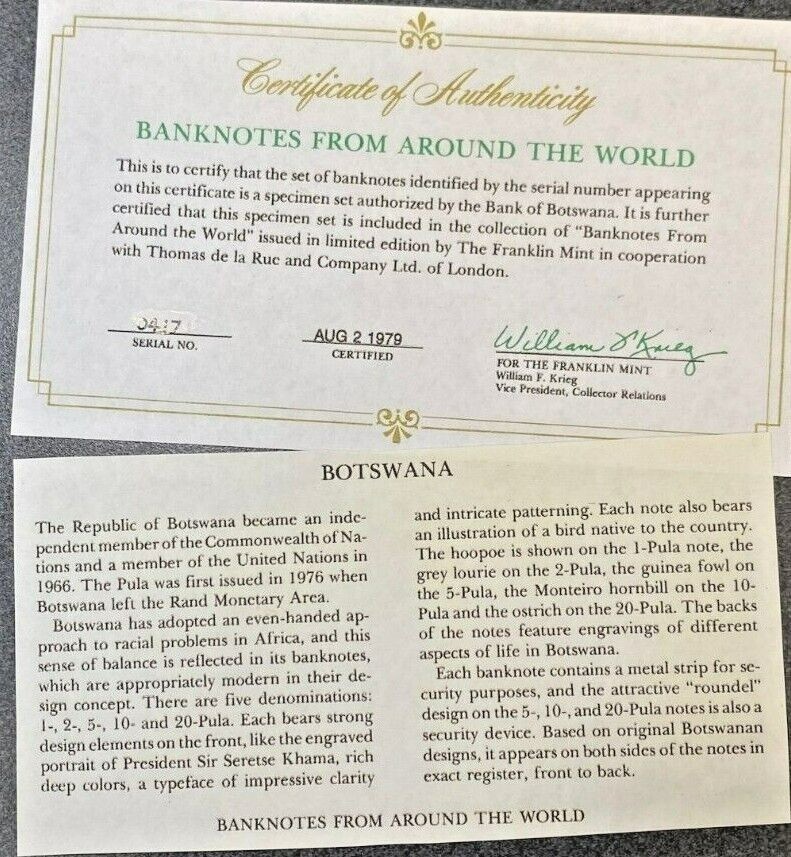 Certificate of Authenticity
BANKNOTES FROM AROUND THE WORLD
This is to certify that the set of banknotes identified by the serial number appearing
on this certificate is a specimen set authorized by the Bank of Botswana. It is further
certified that this specimen set is included in the collection of "Banknotes From
Around the World" issued in limited edition by The Franklin Mint in cooperation
with Thomas de la Rue and Company Ltd. of London.
0417
SERIAL NO.
AUG 2 1979
CERTIFIED
William F Krieg
FOR THE FRANKLIN MINT
William F. Krieg
Vice President, Collector Relations
BOTSWANA
The Republic of Botswana became an inde-
pendent member of the Commonwealth of Na-
tions and a member of the United Nations in
1966. The Pula was first issued in 1976 when
Botswana left the Rand Monetary Area.
Botswana has adopted an even-handed ap-
proach to racial problems in Africa, and this
sense of balance is reflected in its banknotes,
which are appropriately modern in their de-
sign concept. There are five denominations:
1-, 2-, 5-, 10- and 20-Pula. Each bears strong
design elements on the front, like the engraved
portrait of President Sir Seretse Khama, rich
deep colors, a typeface of impressive clarity
and intricate patterning. Each note also bears
an illustration of a bird native to the country.
The hoopoe is shown on the 1-Pula note, the
grey lourie on the 2-Pula, the guinea fowl on
the 5-Pula, the Monteiro hornbill on the 10-
Pula and the ostrich on the 20-Pula. The backs
of the notes feature engravings of different
aspects of life in Botswana.
Each banknote contains a metal strip for se-
curity purposes, and the attractive "roundel"
design on the 5-, 10-, and 20-Pula notes is also a
security device. Based on original Botswanan
designs, it appears on both sides of the notes in
exact register, front to back.
BANKNOTES FROM AROUND THE WORLD